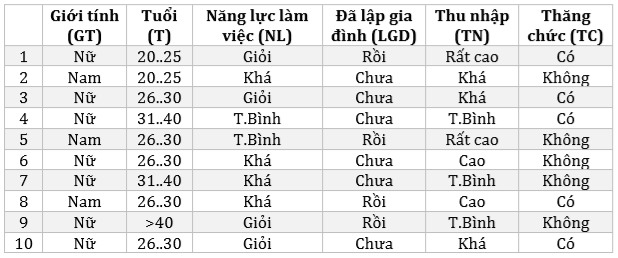 Giới tính (GT) Tuổi (T) Năng lực làm việc (NL) Đã lập gia đình (LGD) Thu nhập (TN) Thăng chức (TC)
1 Nữ 20..25 Giỏi Rồi Rất cao Có
2 Nam 20..25 Khá Chưa Khá Không
3 Nữ 26..30 Giỏi Chưa Khá Có
4 Nữ 31..40 T.Bình Chưa T.Bình Có
5 Nam 26..30 T.Bình Rồi Rất cao Không
6 Nữ 26..30 Khá Chưa Cao Không
7 Nữ 31..40 Khá Chưa T.Bình Không
8 Nam 26..30 Khá Rồi Cao Có
9 Nữ >40 Giỏi Rồi T.Bình Không
10 Nữ 26..30 Giỏi Chưa Khá Có